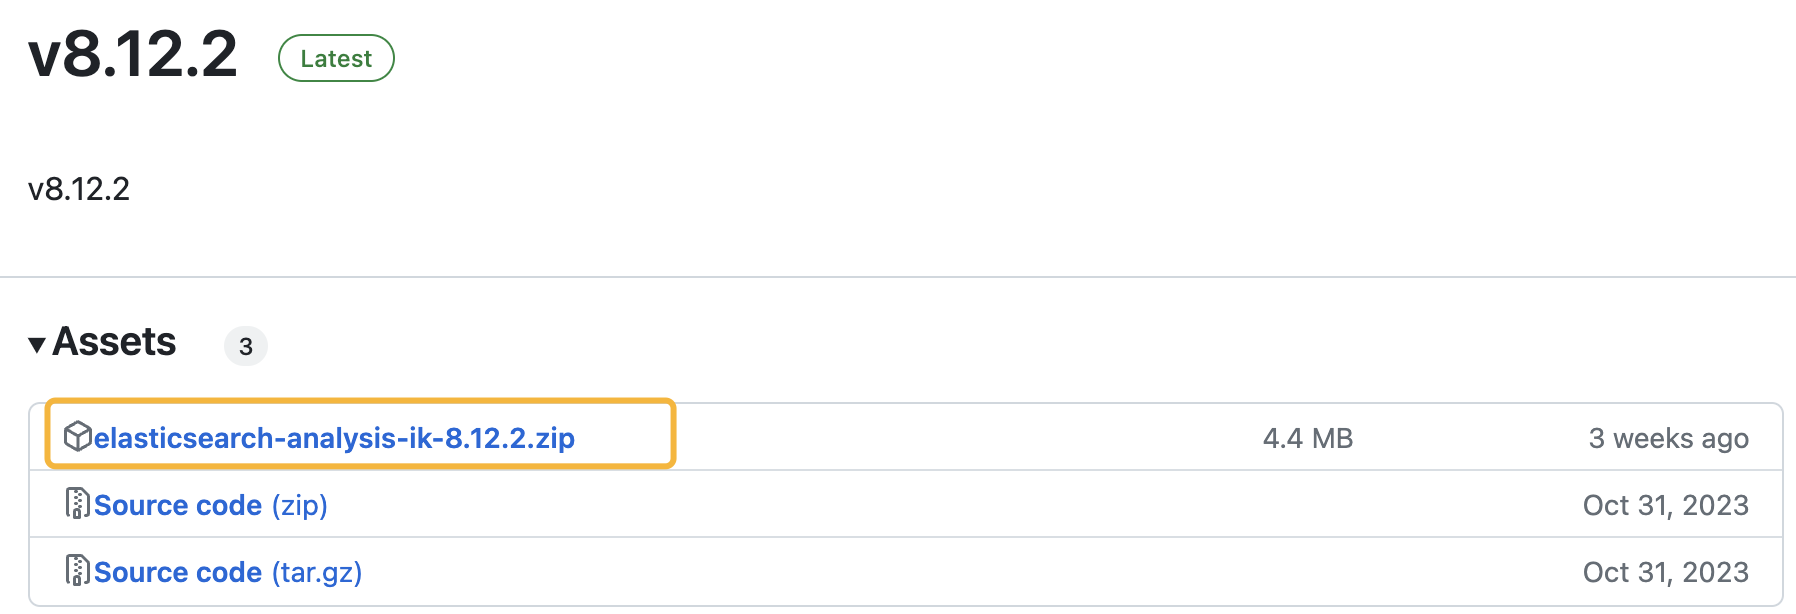 v8.12.2 Latest
v8.12.2
Assets 3
elasticsearch-analysis-ik-8.12.2.zip 4.4 MB 3 weeks ago
Source code (zip) Oct 31, 2023
Source code (tar.gz) Oct 31, 2023